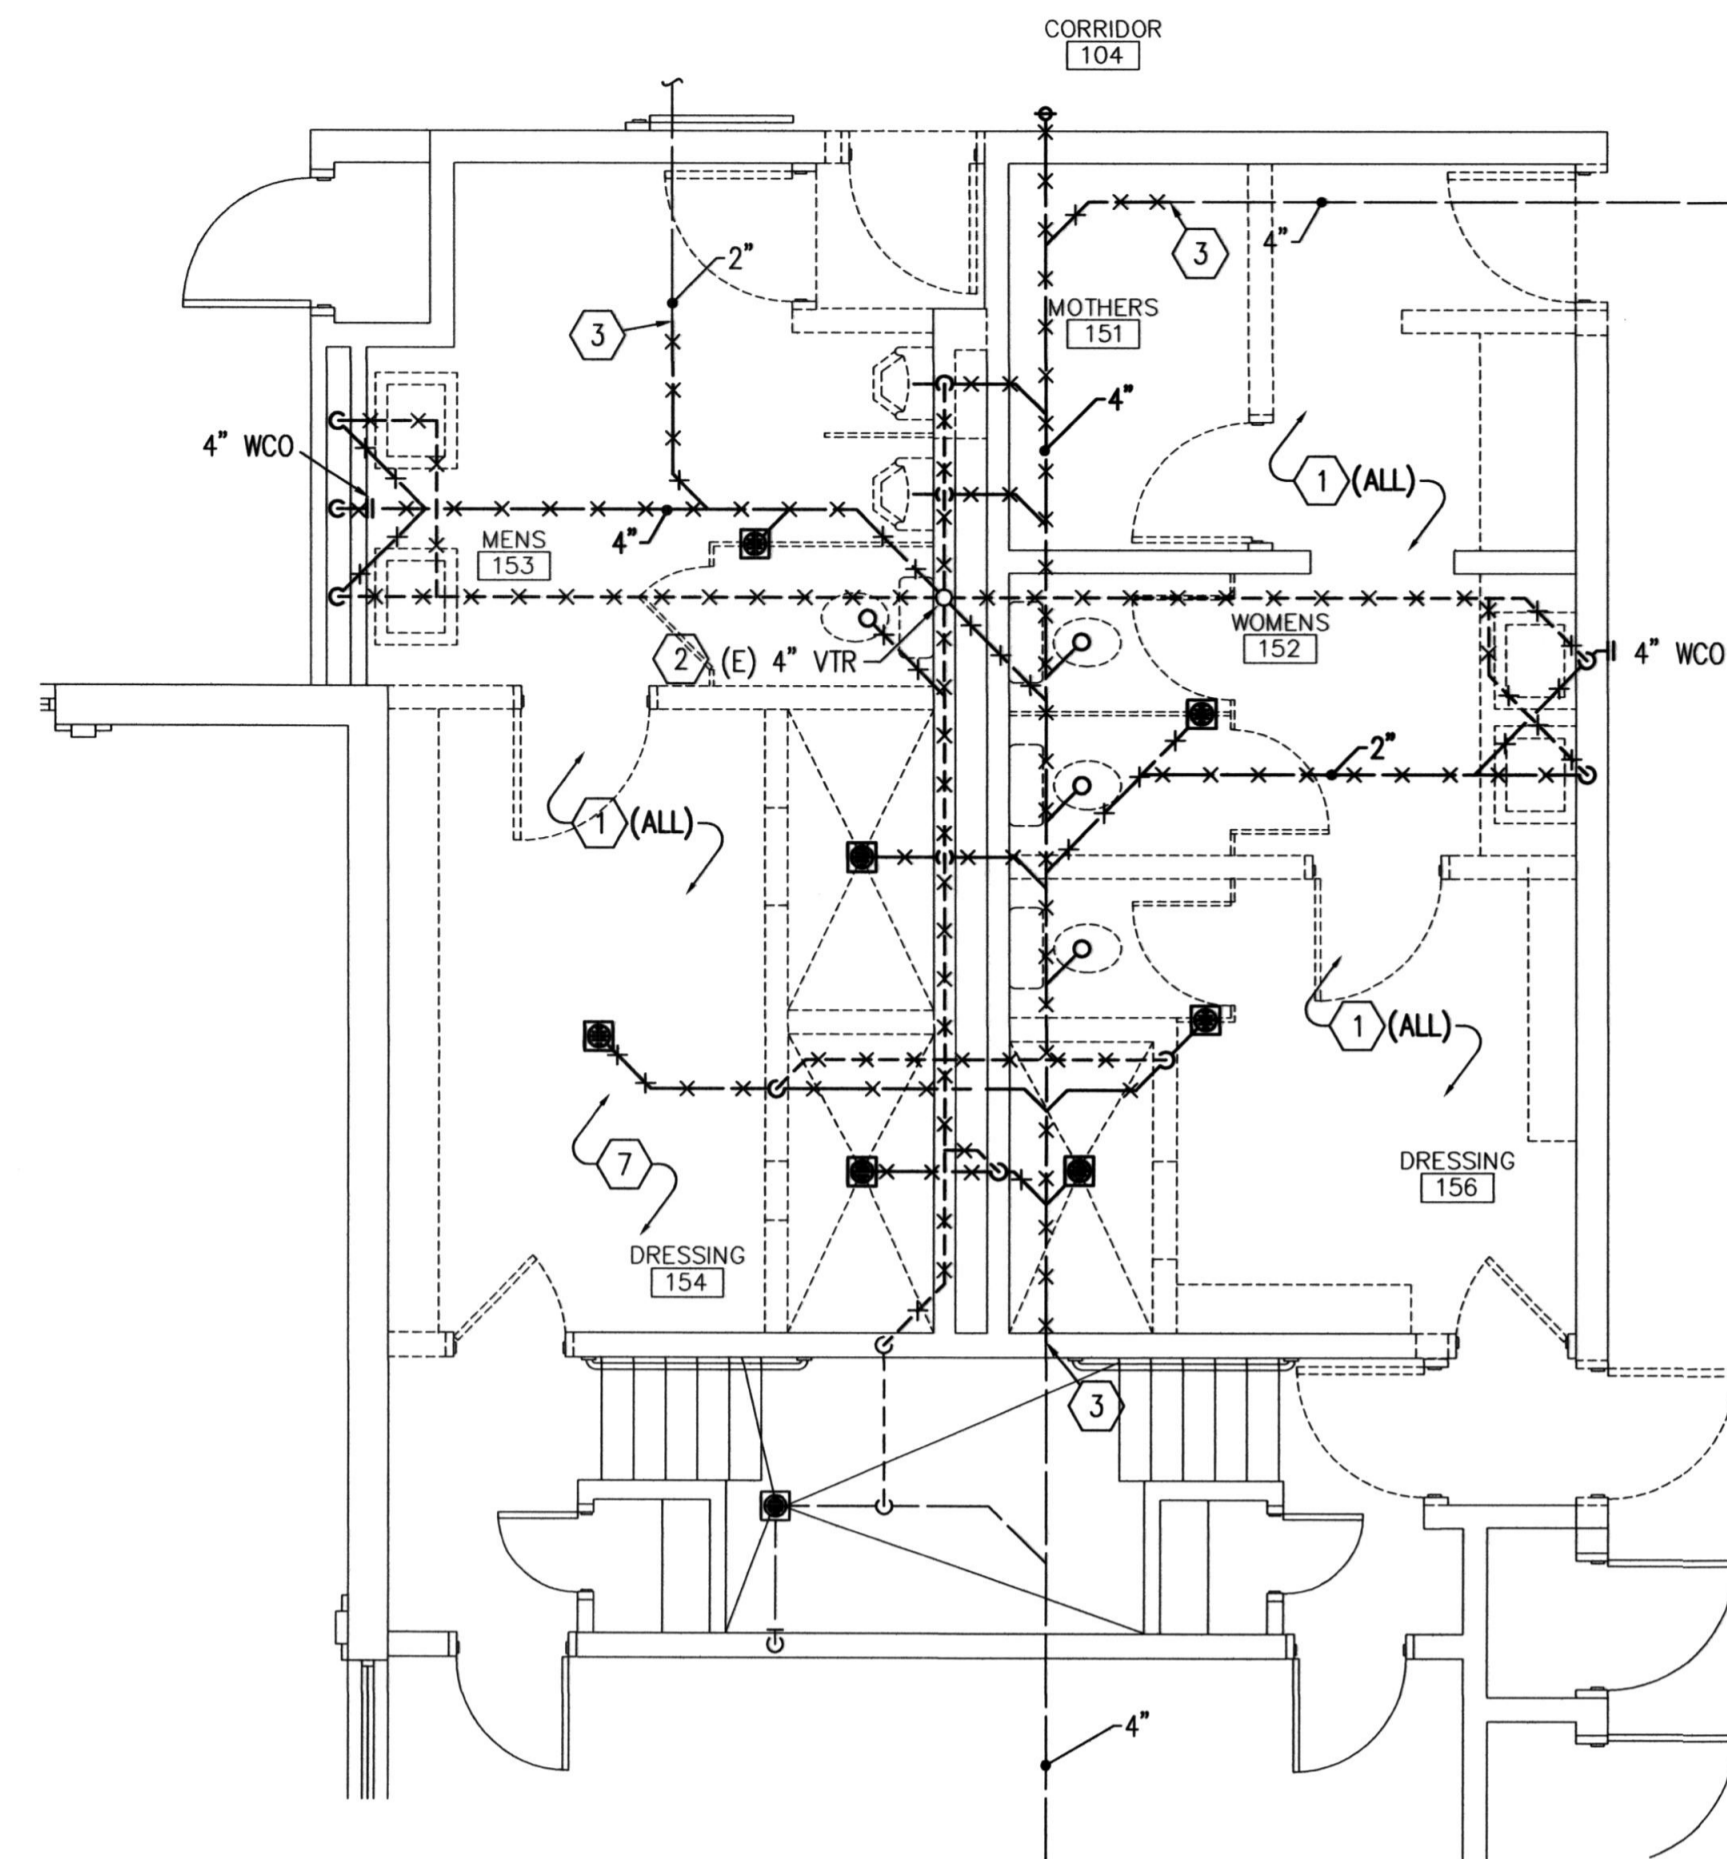 CORRIDOR
104
2”
3
4”
3
MOTHERS
151
4”
4” WCO
1 (ALL)
4”
MENS
153
WOMENS
152
2 (E) 4” VTR
4” WCO
2”
1 (ALL)
1 (ALL)
7
DRESSING
156
DRESSING
154
3
4”